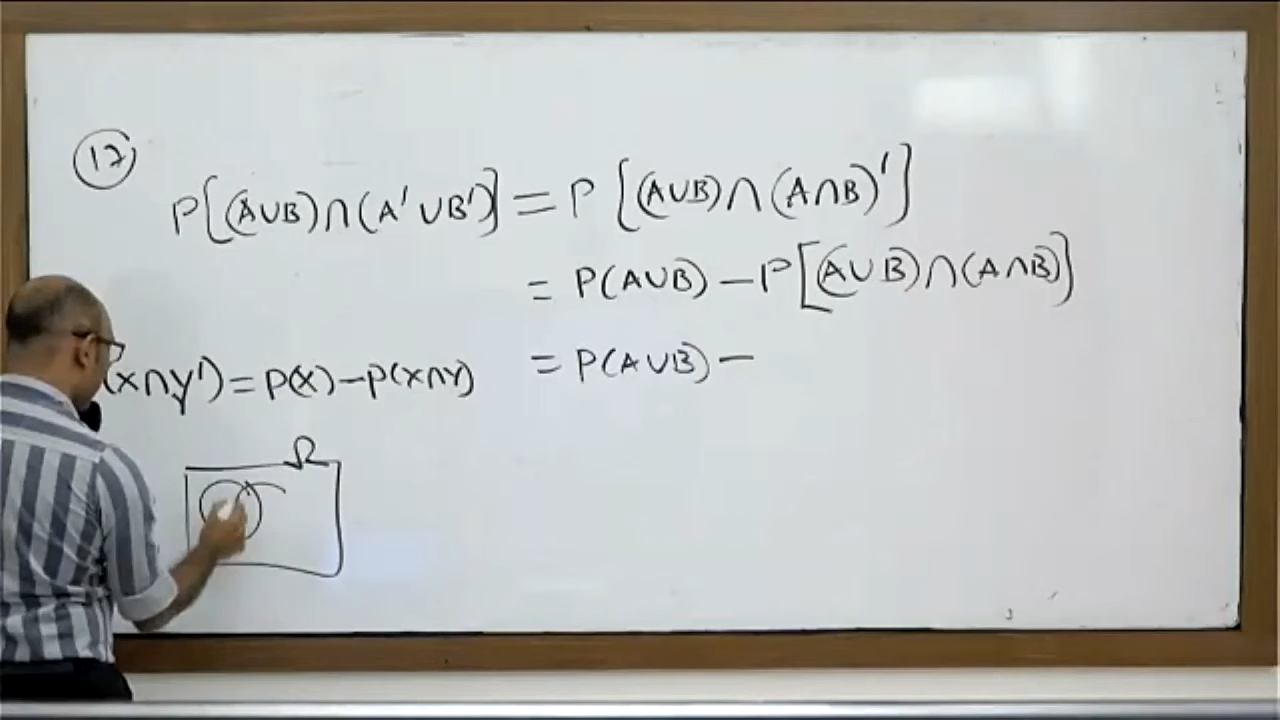 12
P[(A∪B)∩(A'∪B')] = P[(A∪B)∩(A∩B)']
= P(A∪B) − P[(A∪B)∩(A∩B)]
= P(A∪B) −
(X∩Y') = P(X) − P(X∩Y)
Ω